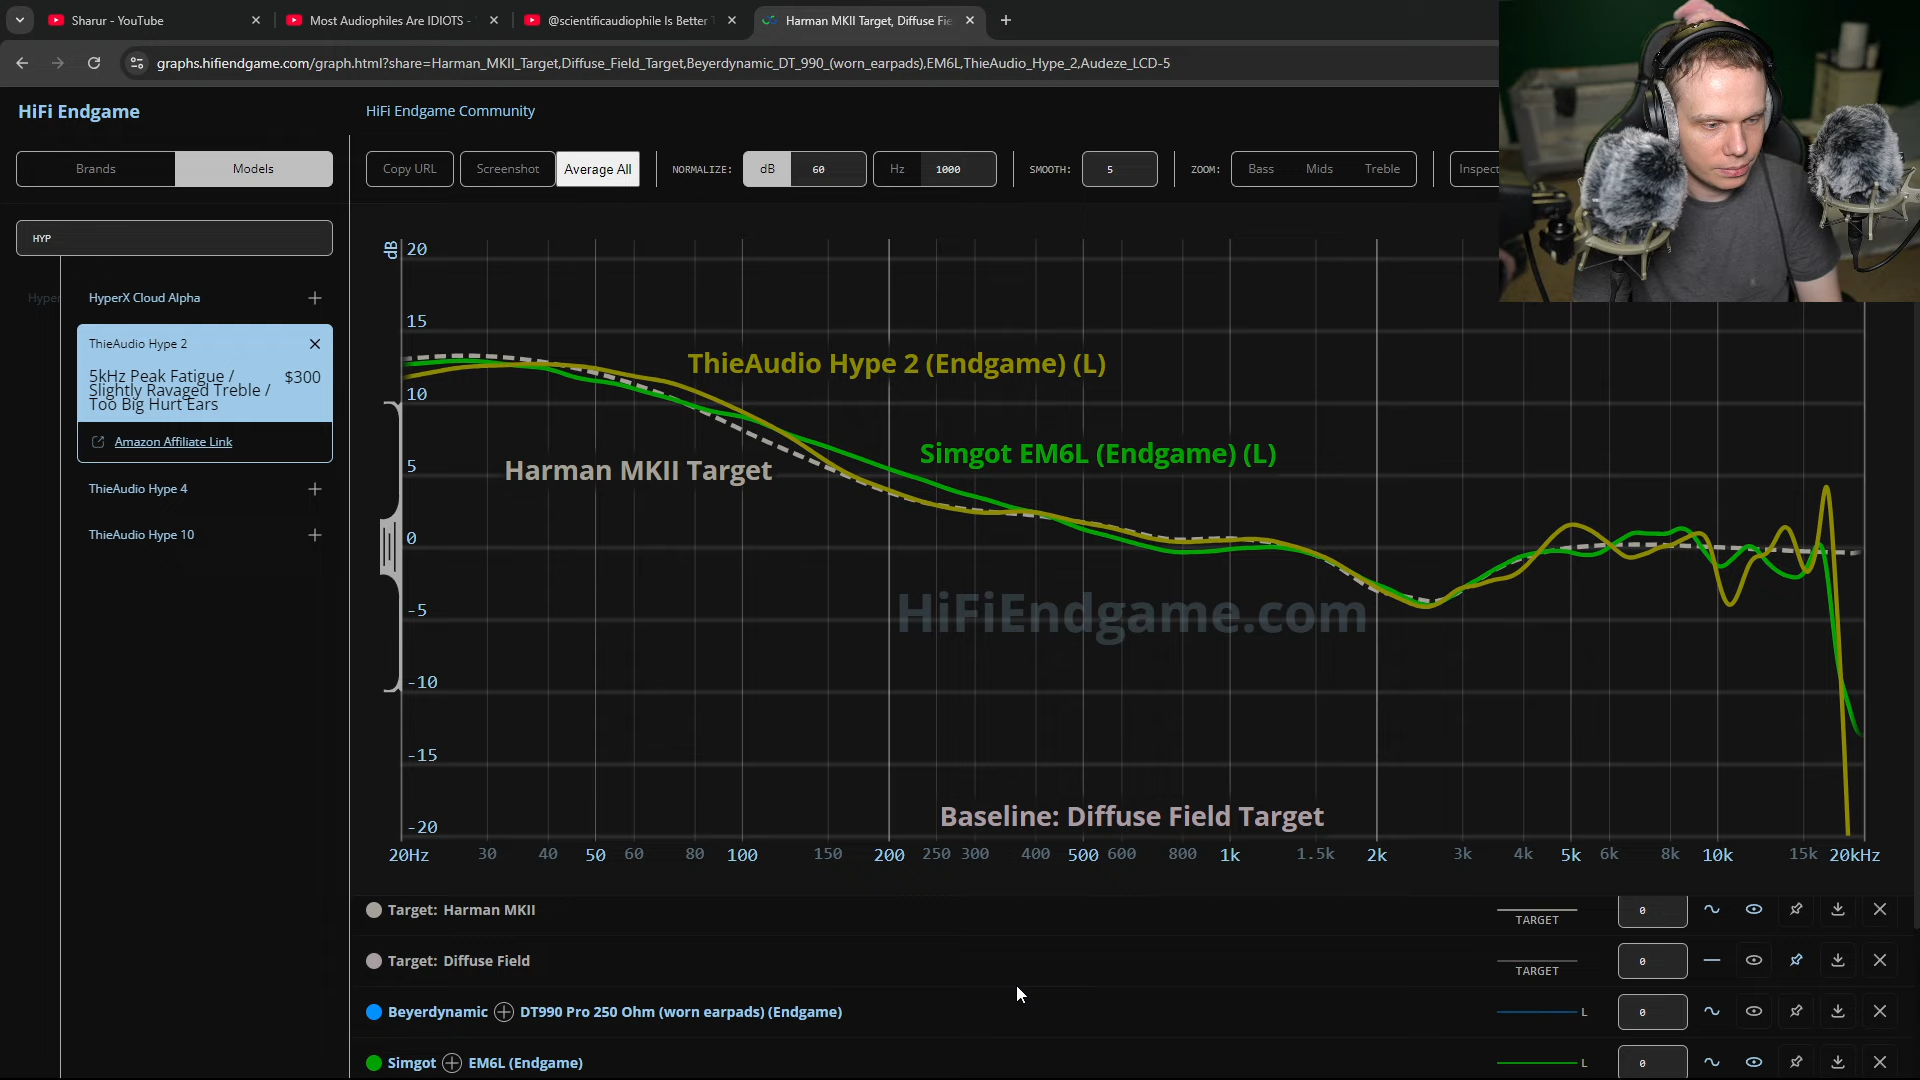 Sharur - YouTube
Most Audiophiles Are IDIOTS -
@scientificaudiophile Is Better T
Harman MKII Target, Diffuse Fie
graphs.hifiendgame.com/graph.html?share=Harman_MKII_Target,Diffuse_Field_Target,Beyerdynamic_DT_990_(worn_earpads),EM6L,ThieAudio_Hype_2,Audeze_LCD-5
HiFi Endgame
HiFi Endgame Community
Brands
Models
Copy URL
Screenshot
Average All
NORMALIZE:
dB
60
Hz
1000
SMOOTH:
5
ZOOM:
Bass
Mids
Treble
Inspect
HYP
Hyper
HyperX Cloud Alpha
ThieAudio Hype 2
5kHz Peak Fatigue /
Slightly Ravaged Treble /
Too Big Hurt Ears
$300
Amazon Affiliate Link
ThieAudio Hype 4
ThieAudio Hype 10
dB
20
15
10
5
0
-5
-10
-15
-20
ThieAudio Hype 2 (Endgame) (L)
Simgot EM6L (Endgame) (L)
Harman MKII Target
HiFiEndgame.com
Baseline: Diffuse Field Target
20Hz 30 40 50 60 80 100 150 200 250 300 400 500 600 800 1k 1.5k 2k 3k 4k 5k 6k 8k 10k 15k 20kHz
Target: Harman MKII
TARGET
0
Target: Diffuse Field
TARGET
0
Beyerdynamic DT990 Pro 250 Ohm (worn earpads) (Endgame)
L
0
Simgot EM6L (Endgame)
L
0